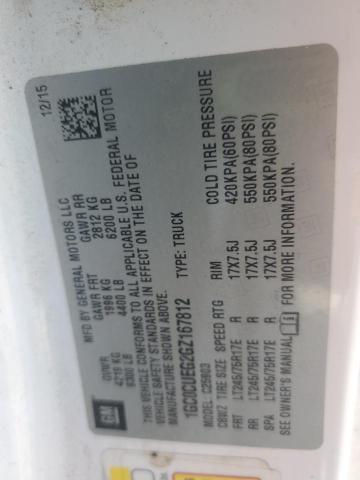 12/15
MFD BY GENERAL MOTORS LLC
GVWR GAWR FRT GAWR RR
4219 KG 1996 KG 2812 KG
9300 LB 4400 LB 6200 LB
GM
THIS VEHICLE CONFORMS TO ALL APPLICABLE U.S. FEDERAL MOTOR
VEHICLE SAFETY STANDARDS IN EFFECT ON THE DATE OF
MANUFACTURE SHOWN ABOVE.
1GC0CUEG2GZ167812 TYPE: TRUCK
MODEL: C25903
TIRE SIZE SPEED RTG RIM COLD TIRE PRESSURE
FRT LT245/75R17E R 17X7.5J 420KPA(60PSI)
RR LT245/75R17E R 17X7.5J 550KPA(80PSI)
SPA LT245/75R17E R 17X7.5J 550KPA(80PSI)
SEE OWNER'S MANUAL FOR MORE INFORMATION.